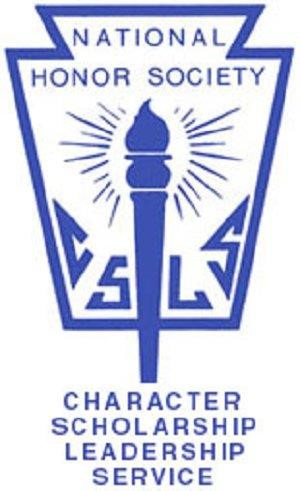 NATIONAL
HONOR SOCIETY
C S L S
CHARACTER
SCHOLARSHIP
LEADERSHIP
SERVICE